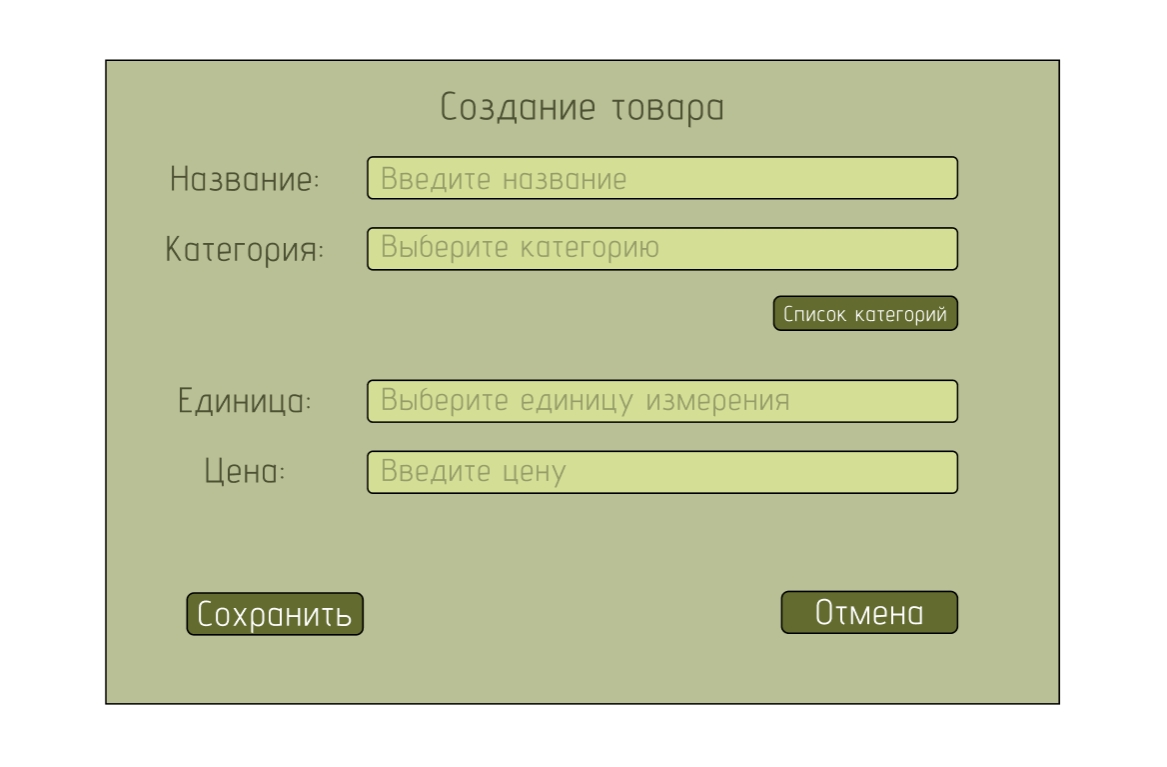 Создание товара
Название: Введите название
Категория: Выберите категорию
Список категорий
Единица: Выберите единицу измерения
Цена: Введите цену
Сохранить Отмена